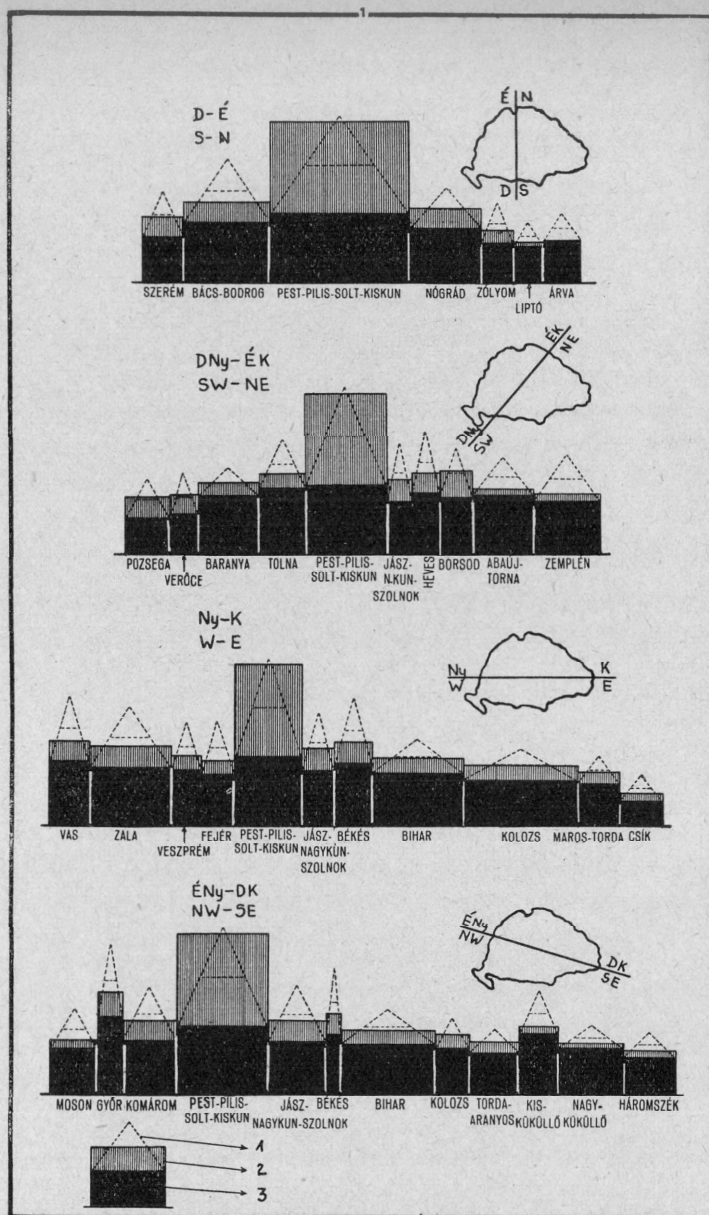 1
D-É
S-N
É N
D S
SZERÉM BÁCS-BODROG PEST-PILIS-SOLT-KISKUN NÓGRÁD ZÓLYOM ÁRVA
LIPTÓ
DNy-ÉK
SW-NE
ÉK
NE
DNy
SW
POZSEGA BARANYA TOLNA PEST-PILIS- JÁSZ- HEVES BORSOD ABAÚJ- ZEMPLÉN
VERŐCE SOLT-KISKUN N.KUN- TORNA
SZOLNOK
Ny-K
W-E
Ny K
W E
VAS ZALA FEJÉR PEST-PILIS- JÁSZ- BÉKÉS BIHAR KOLOZS MAROS-TORDA CSÍK
VESZPRÉM SOLT-KISKUN NAGYKUN-
SZOLNOK
ÉNy-DK
NW-SE
ÉNy
NW
DK
SE
MOSON GYŐR KOMÁROM PEST-PILIS- JÁSZ- BÉKÉS BIHAR KOLOZS TORDA- KIS- NAGY- HÁROMSZÉK
SOLT-KISKUN NAGYKUN-SZOLNOK ARANYOS KÜKÜLLŐ KÜKÜLLŐ
1
2
3